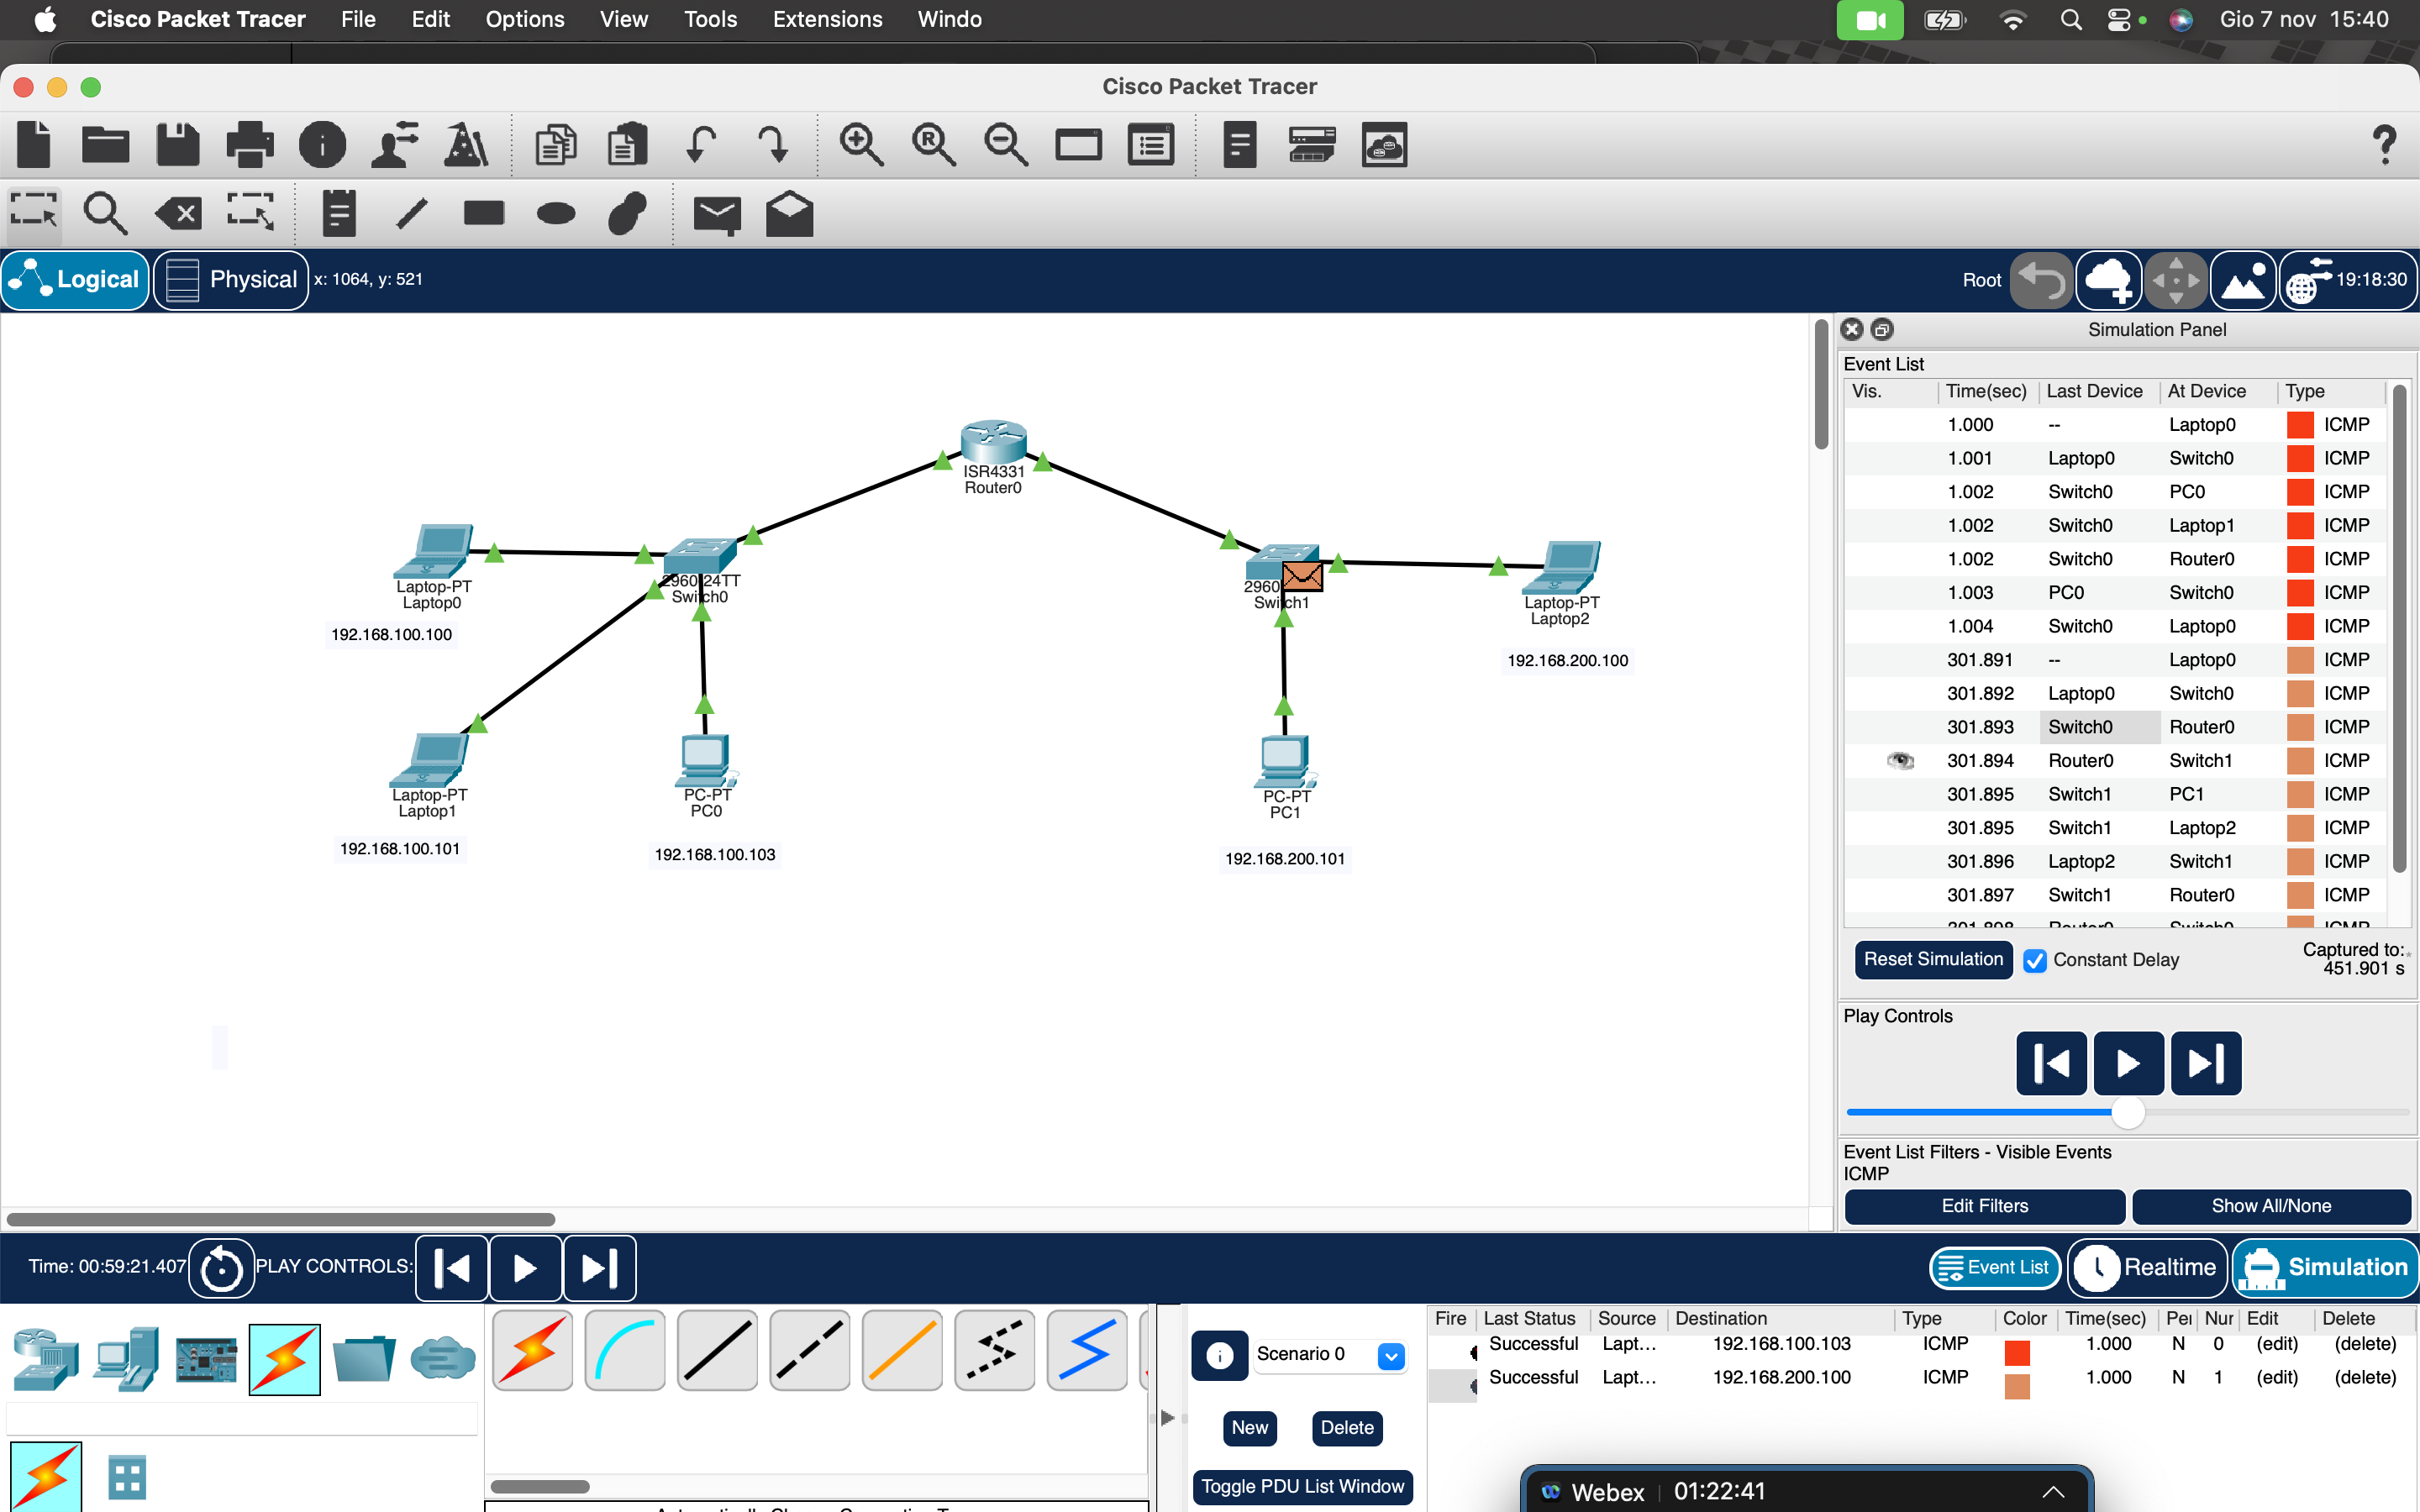 Cisco Packet Tracer File Edit Options View Tools Extensions Windo Gio 7 nov 15:40
Cisco Packet Tracer
Logical Physical x: 1064, y: 521 Root 19:18:30
Simulation Panel
Event List
Vis. Time(sec) Last Device At Device Type
1.000 -- Laptop0 ICMP
1.001 Laptop0 Switch0 ICMP
1.002 Switch0 PC0 ICMP
1.002 Switch0 Laptop1 ICMP
1.002 Switch0 Router0 ICMP
1.003 PC0 Switch0 ICMP
1.004 Switch0 Laptop0 ICMP
301.891 -- Laptop0 ICMP
301.892 Laptop0 Switch0 ICMP
301.893 Switch0 Router0 ICMP
301.894 Router0 Switch1 ICMP
301.895 Switch1 PC1 ICMP
301.895 Switch1 Laptop2 ICMP
301.896 Laptop2 Switch1 ICMP
301.897 Switch1 Router0 ICMP
301.898 Router0 Switch0 ICMP
Reset Simulation Constant Delay Captured to:
451.901 s
Play Controls
Event List Filters - Visible Events
ICMP
Edit Filters Show All/None
ISR4331
Router0
Laptop-PT
Laptop0
192.168.100.100
2960-24TT
Switch0
2960
Switch1
Laptop-PT
Laptop2
192.168.200.100
Laptop-PT
Laptop1
192.168.100.101
PC-PT
PC0
192.168.100.103
PC-PT
PC1
192.168.200.101
Time: 00:59:21.407 PLAY CONTROLS: Event List Realtime Simulation
Scenario 0
New Delete
Toggle PDU List Window
Fire Last Status Source Destination Type Color Time(sec) Per Nur Edit Delete
Successful Lapt... 192.168.100.103 ICMP 1.000 N 0 (edit) (delete)
Successful Lapt... 192.168.200.100 ICMP 1.000 N 1 (edit) (delete)
Webex 01:22:41